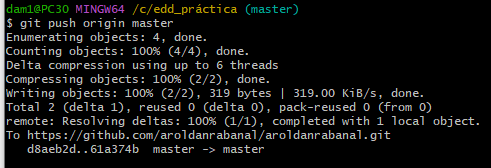 dam1@PC30 MINGW64 /c/edd_práctica (master)
$ git push origin master
Enumerating objects: 4, done.
Counting objects: 100% (4/4), done.
Delta compression using up to 6 threads
Compressing objects: 100% (2/2), done.
Writing objects: 100% (2/2), 319 bytes | 319.00 KiB/s, done.
Total 2 (delta 1), reused 0 (delta 0), pack-reused 0 (from 0)
remote: Resolving deltas: 100% (1/1), completed with 1 local object.
To https://github.com/aroldanrabanal/aroldanrabanal.git
   d8aeb2d..61a374b  master -> master